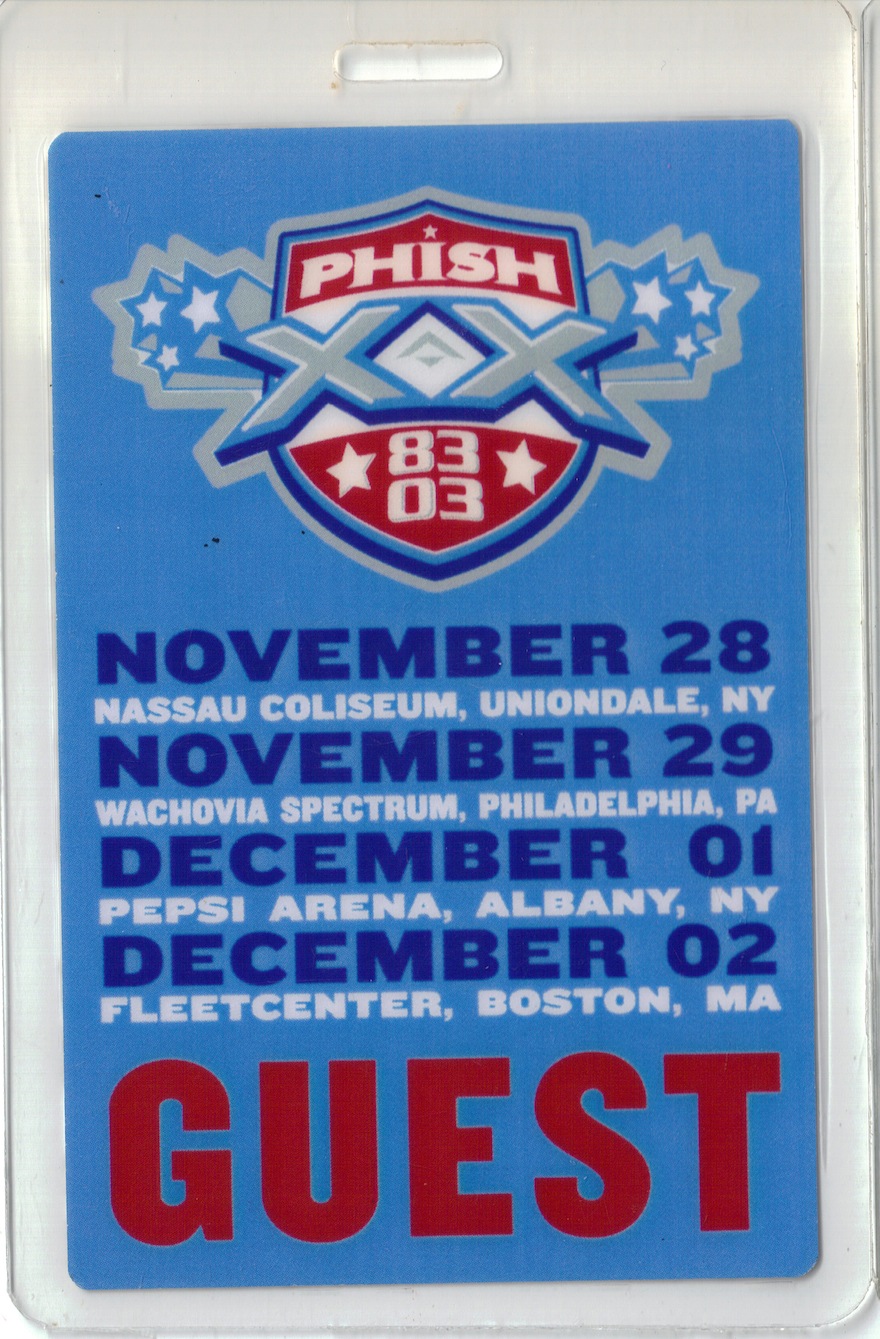 PHISH
XX
83
03
NOVEMBER 28
NASSAU COLISEUM, UNIONDALE, NY
NOVEMBER 29
WACHOVIA SPECTRUM, PHILADELPHIA, PA
DECEMBER 01
PEPSI ARENA, ALBANY, NY
DECEMBER 02
FLEETCENTER, BOSTON, MA
GUEST